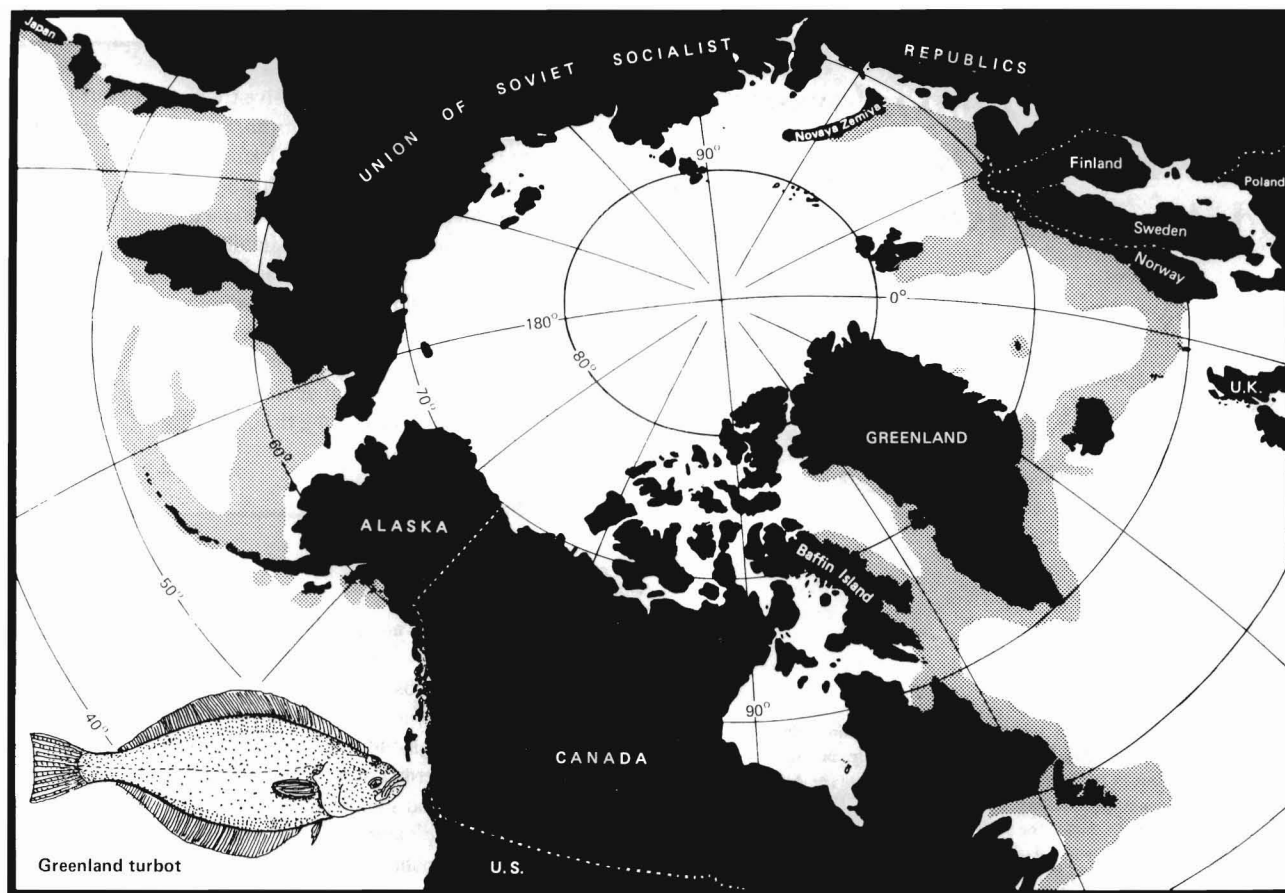 Japan
UNION OF SOVIET SOCIALIST REPUBLICS
Novaya Zemlya
90°
Finland
Poland
Sweden
Norway
0°
180°
80°
70°
60°
50°
40°
U.K.
GREENLAND
ALASKA
Baffin Island
90°
CANADA
U.S.
Greenland turbot